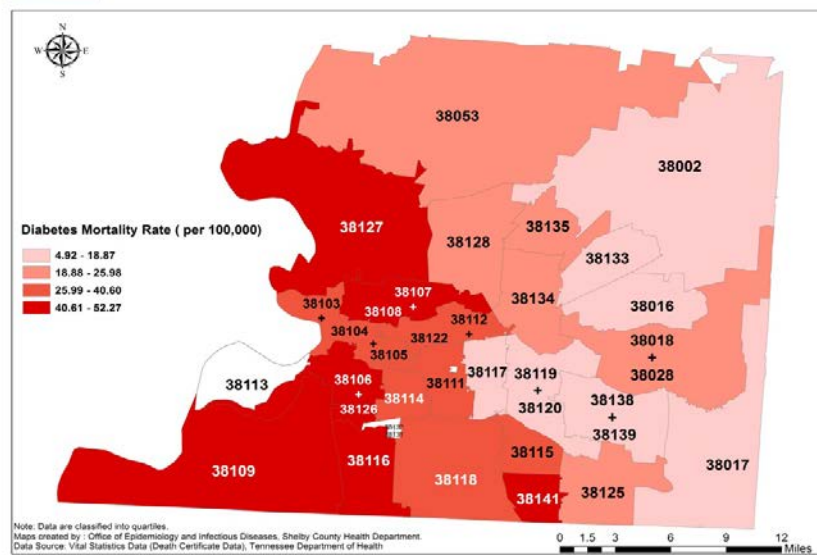 N
W E
S
38053
38002
38127
Diabetes Mortality Rate ( per 100,000)
4.92 - 18.87
18.88 - 25.98
25.99 - 40.60
40.61 - 52.27
38128
38135
38133
38134
38016
38107
38108
38103
38112
38104
38122
38105
38018
38028
38117
38119
38120
38111
38113
38106
38126
38114
38138
38139
38115
38017
38109
38116
38118
38141
38125
Note: Data are classified into quartiles.
Maps created by : Office of Epidemiology and Infectious Diseases, Shelby County Health Department.
Data Source: Vital Statistics Data (Death Certificate Data), Tennessee Department of Health
0 1.5 3 6 9 12
Miles